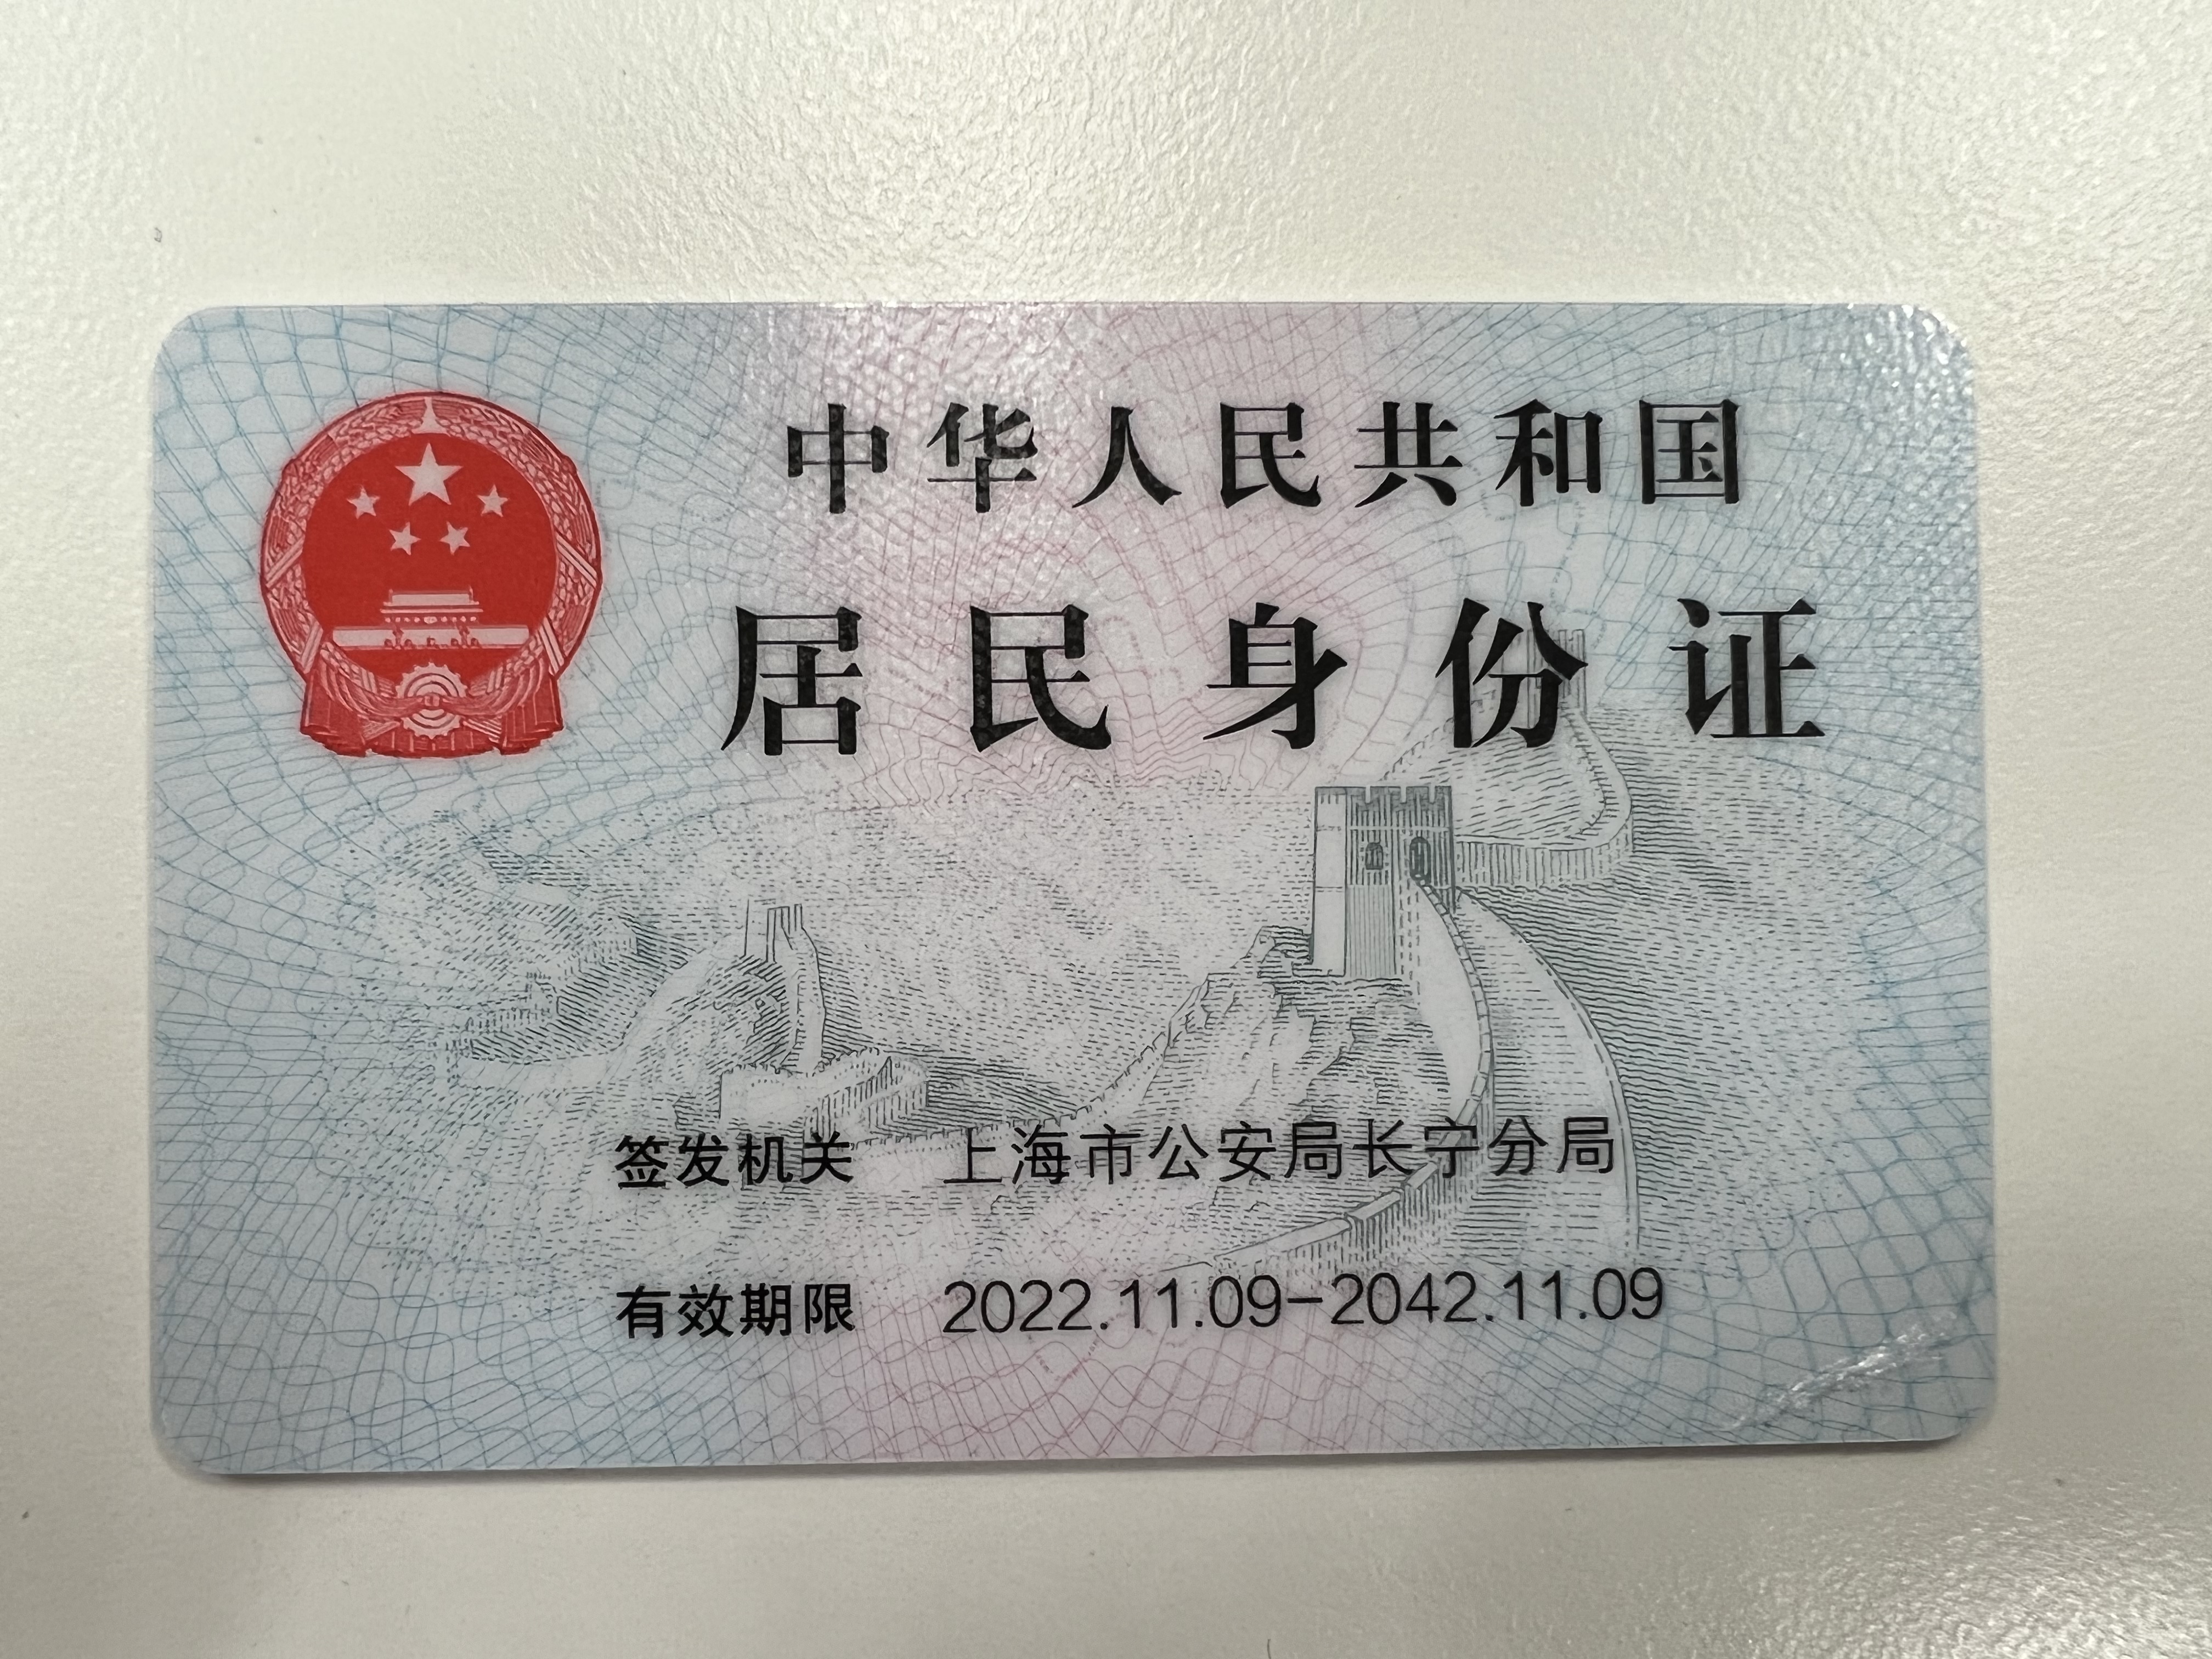 中华人民共和国
居民身份证
签发机关 上海市公安局长宁分局
有效期限 2022.11.09-2042.11.09